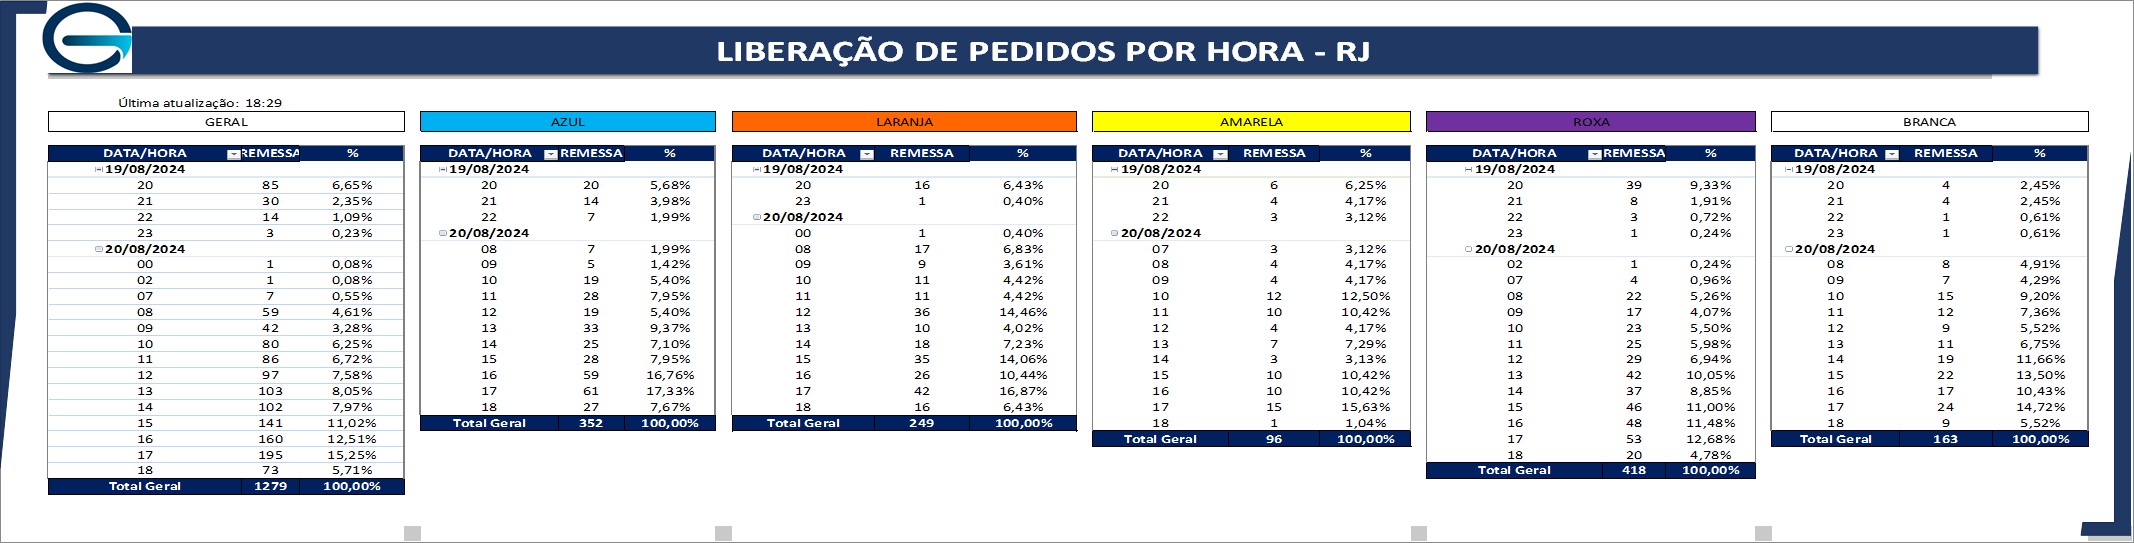 LIBERAÇÃO DE PEDIDOS POR HORA - RJ
Última atualização: 18:29
GERAL
DATA/HORA REMESSA %
19/08/2024
20 85 6,65%
21 30 2,35%
22 14 1,09%
23 3 0,23%
20/08/2024
00 1 0,08%
02 1 0,08%
07 7 0,55%
08 59 4,61%
09 42 3,28%
10 80 6,25%
11 86 6,72%
12 97 7,58%
13 103 8,05%
14 102 7,97%
15 141 11,02%
16 160 12,51%
17 195 15,25%
18 73 5,71%
Total Geral 1279 100,00%
AZUL
DATA/HORA REMESSA %
19/08/2024
20 20 5,68%
21 14 3,98%
22 7 1,99%
20/08/2024
08 7 1,99%
09 5 1,42%
10 19 5,40%
11 28 7,95%
12 19 5,40%
13 33 9,37%
14 25 7,10%
15 28 7,95%
16 59 16,76%
17 61 17,33%
18 27 7,67%
Total Geral 352 100,00%
LARANJA
DATA/HORA REMESSA %
19/08/2024
20 16 6,43%
23 1 0,40%
20/08/2024
00 1 0,40%
08 17 6,83%
09 9 3,61%
10 11 4,42%
11 11 4,42%
12 36 14,46%
13 10 4,02%
14 18 7,23%
15 35 14,06%
16 26 10,44%
17 42 16,87%
18 16 6,43%
Total Geral 249 100,00%
AMARELA
DATA/HORA REMESSA %
19/08/2024
20 6 6,25%
21 4 4,17%
22 3 3,12%
20/08/2024
07 3 3,12%
08 4 4,17%
09 4 4,17%
10 12 12,50%
11 10 10,42%
12 4 4,17%
13 7 7,29%
14 3 3,13%
15 10 10,42%
16 10 10,42%
17 15 15,63%
18 1 1,04%
Total Geral 96 100,00%
ROXA
DATA/HORA REMESSA %
19/08/2024
20 39 9,33%
21 8 1,91%
22 3 0,72%
23 1 0,24%
20/08/2024
02 1 0,24%
07 4 0,96%
08 22 5,26%
09 17 4,07%
10 23 5,50%
11 25 5,98%
12 29 6,94%
13 42 10,05%
14 37 8,85%
15 46 11,00%
16 48 11,48%
17 53 12,68%
18 20 4,78%
Total Geral 418 100,00%
BRANCA
DATA/HORA REMESSA %
19/08/2024
20 4 2,45%
21 4 2,45%
22 1 0,61%
23 1 0,61%
20/08/2024
08 8 4,91%
09 7 4,29%
10 15 9,20%
11 12 7,36%
12 9 5,52%
13 11 6,75%
14 19 11,66%
15 22 13,50%
16 17 10,43%
17 24 14,72%
18 9 5,52%
Total Geral 163 100,00%